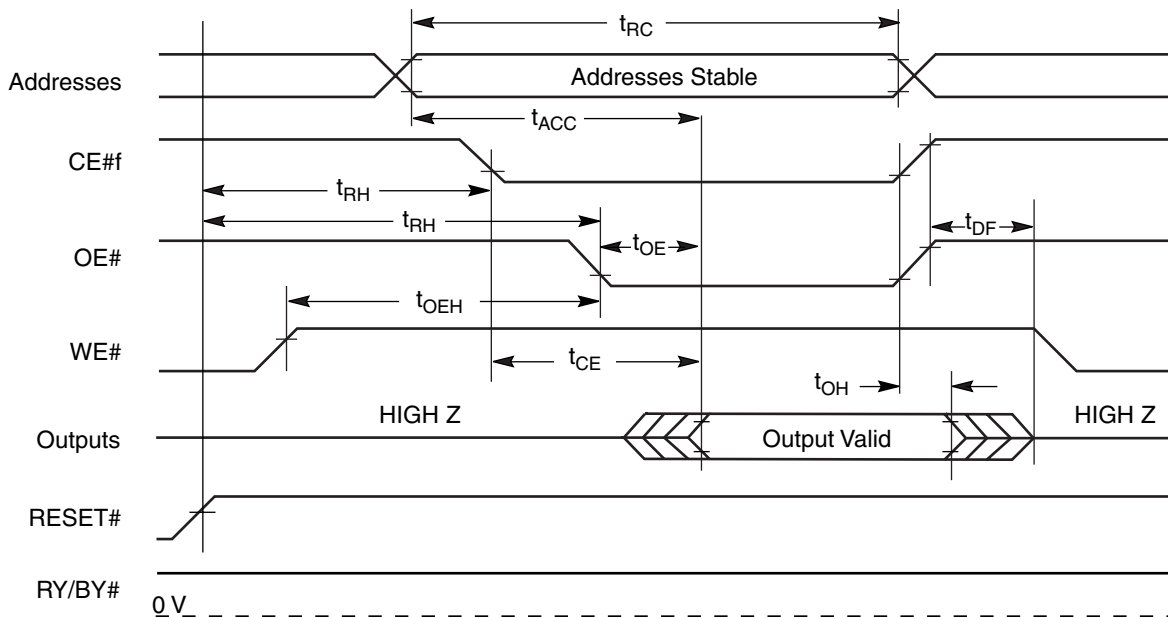 tRC
Addresses
Addresses Stable
tACC
CE#f
tRH
tRH
tDF
OE#
tOE
tOEH
WE#
tCE
tOH
HIGH Z
HIGH Z
Outputs
Output Valid
RESET#
RY/BY#
0 V